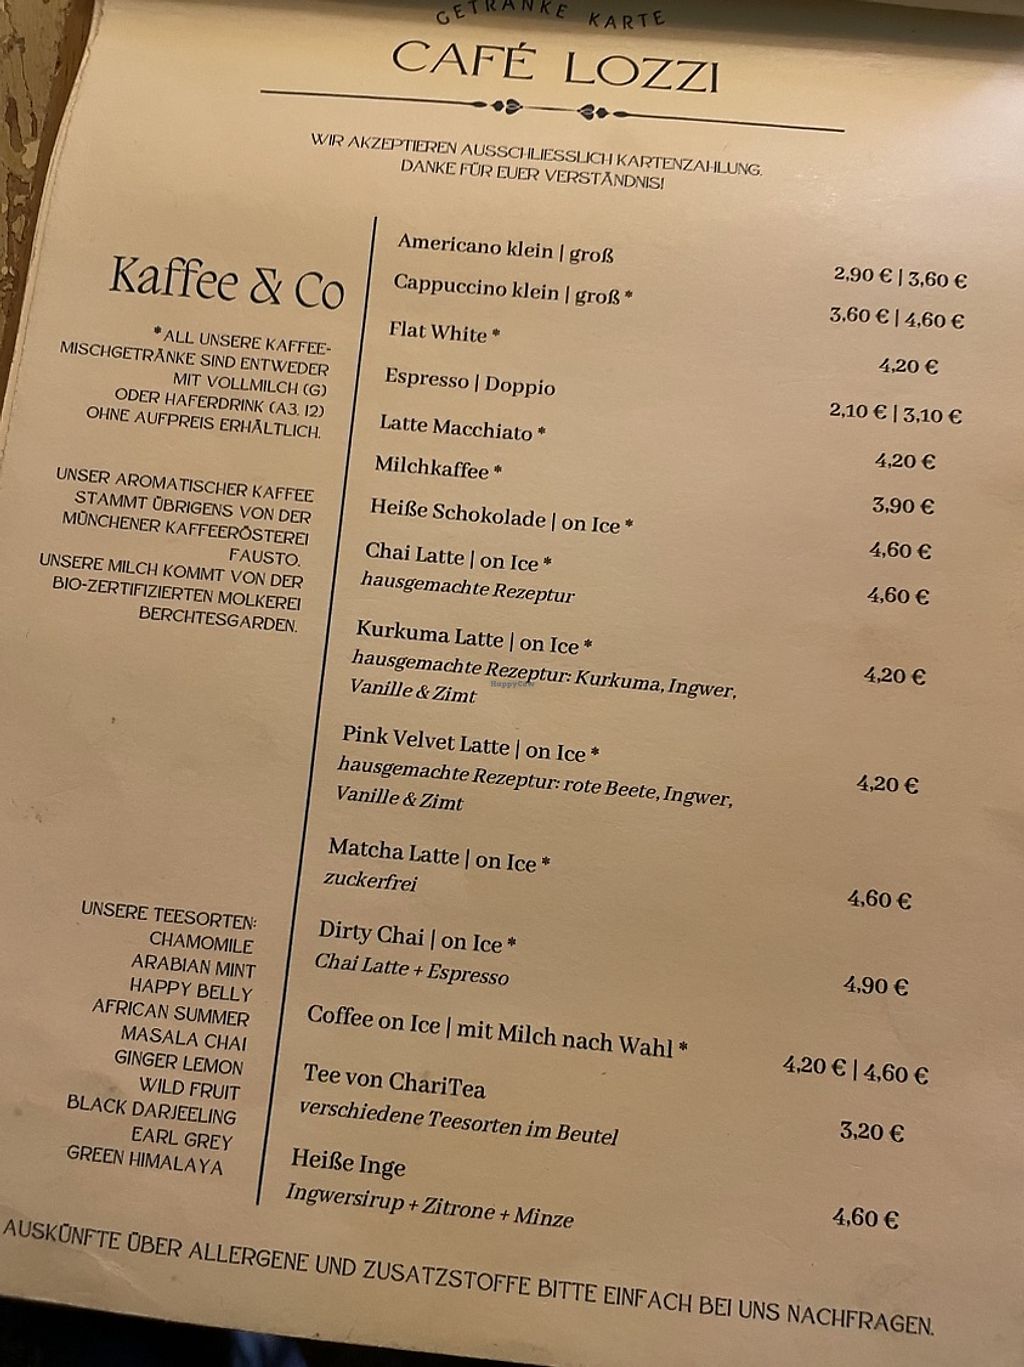 GETRÄNKE KARTE
CAFÉ LOZZI
WIR AKZEPTIEREN AUSSCHLIESSLICH KARTENZAHLUNG.
DANKE FÜR EUER VERSTÄNDNIS!
Kaffee & Co
*ALL UNSERE KAFFEE-
MISCHGETRÄNKE SIND ENTWEDER
MIT VOLLMILCH (G)
ODER HAFERDRINK (A3, 12)
OHNE AUFPREIS ERHÄLTLICH.
UNSER AROMATISCHER KAFFEE
STAMMT ÜBRIGENS VON DER
MÜNCHENER KAFFEERÖSTEREI
FAUSTO.
UNSERE MILCH KOMMT VON DER
BIO-ZERTIFIZIERTEN MOLKEREI
BERCHTESGARDEN.
UNSERE TEESORTEN:
CHAMOMILE
ARABIAN MINT
HAPPY BELLY
AFRICAN SUMMER
MASALA CHAI
GINGER LEMON
WILD FRUIT
BLACK DARJEELING
EARL GREY
GREEN HIMALAYA
Americano klein | groß 2,90 € | 3,60 €
Cappuccino klein | groß * 3,60 € | 4,60 €
Flat White * 4,20 €
Espresso | Doppio 2,10 € | 3,10 €
Latte Macchiato * 4,20 €
Milchkaffee * 3,90 €
Heiße Schokolade | on Ice * 4,60 €
Chai Latte | on Ice * 4,60 €
hausgemachte Rezeptur
Kurkuma Latte | on Ice * 4,20 €
hausgemachte Rezeptur: Kurkuma, Ingwer,
Vanille & Zimt
HappyCow
Pink Velvet Latte | on Ice * 4,20 €
hausgemachte Rezeptur: rote Beete, Ingwer,
Vanille & Zimt
Matcha Latte | on Ice * 4,60 €
zuckerfrei
Dirty Chai | on Ice * 4,90 €
Chai Latte + Espresso
Coffee on Ice | mit Milch nach Wahl * 4,20 € | 4,60 €
Tee von ChariTea 3,20 €
verschiedene Teesorten im Beutel
Heiße Inge 4,60 €
Ingwersirup + Zitrone + Minze
AUSKÜNFTE ÜBER ALLERGENE UND ZUSATZSTOFFE BITTE EINFACH BEI UNS NACHFRAGEN.